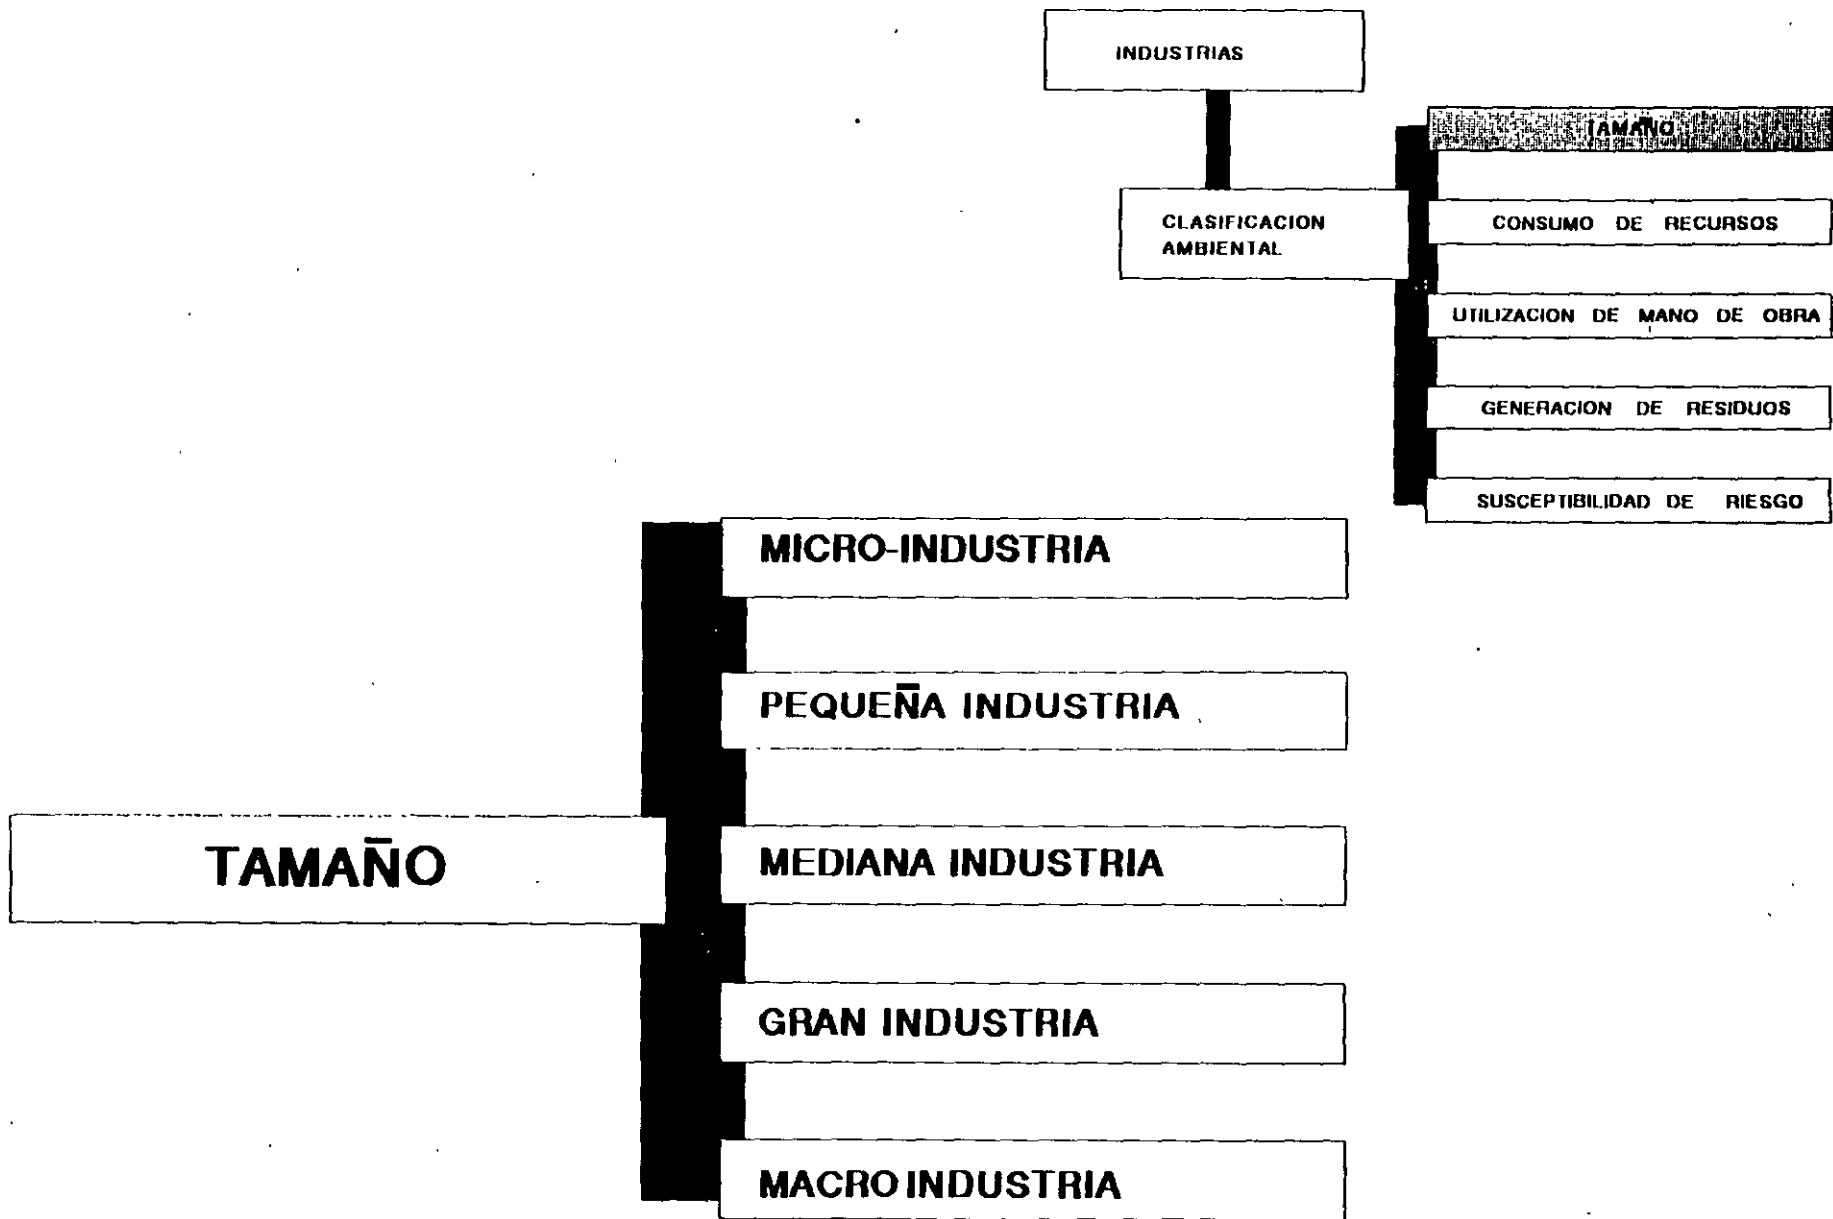 INDUSTRIAS
TAMAÑO
CLASIFICACION
AMBIENTAL
CONSUMO DE RECURSOS
UTILIZACION DE MANO DE OBRA
GENERACION DE RESIDUOS
SUSCEPTIBILIDAD DE RIESGO
TAMAÑO
MICRO-INDUSTRIA
PEQUEÑA INDUSTRIA
MEDIANA INDUSTRIA
GRAN INDUSTRIA
MACRO INDUSTRIA